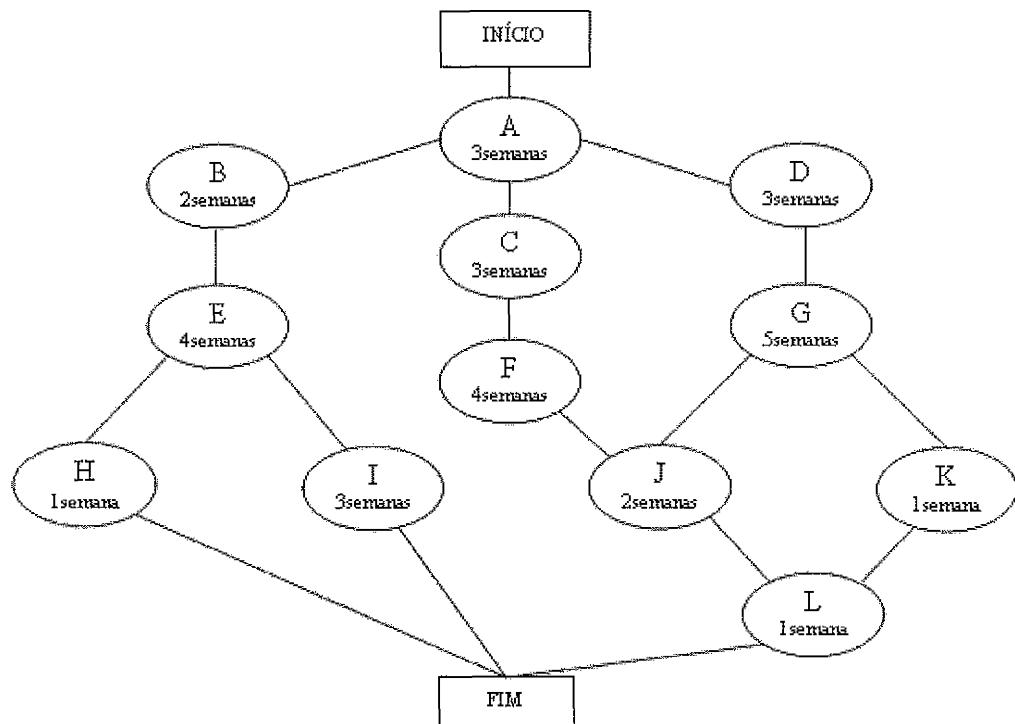 INÍCIO
A
3semanas
B
2semanas
D
3semanas
C
3semanas
E
4semanas
G
5semanas
F
4semanas
H
1semana
I
3semanas
J
2semanas
K
1semana
L
1semana
FIM